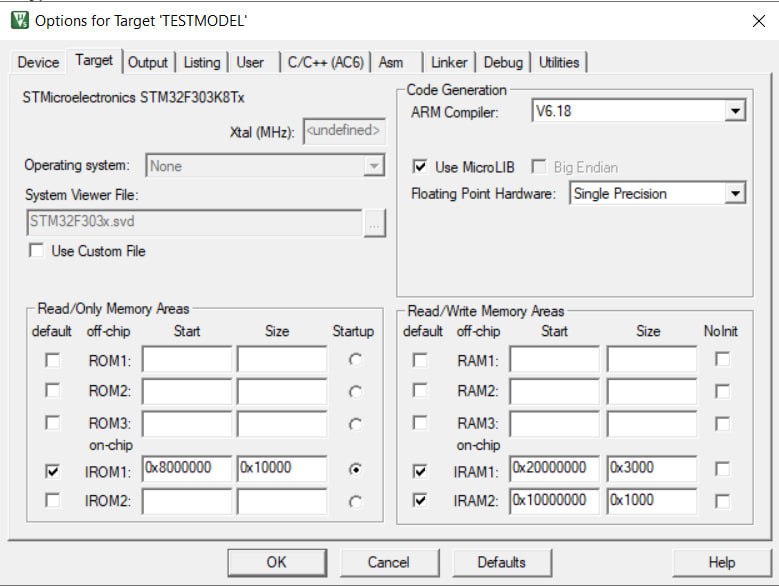 Options for Target 'TESTMODEL'
Device Target Output Listing User C/C++ (AC6) Asm Linker Debug Utilities
STMicroelectronics STM32F303K8Tx
Xtal (MHz): <undefined>
Operating system: None
System Viewer File:
STM32F303x.svd ...
Use Custom File
Code Generation
ARM Compiler: V6.18
Use MicroLIB Big Endian
Floating Point Hardware: Single Precision
Read/Only Memory Areas
default off-chip Start Size Startup
ROM1:
ROM2:
ROM3:
on-chip
IROM1: 0x8000000 0x10000
IROM2:
Read/Write Memory Areas
default off-chip Start Size NoInit
RAM1:
RAM2:
RAM3:
on-chip
IRAM1: 0x20000000 0x3000
IRAM2: 0x10000000 0x1000
OK Cancel Defaults Help